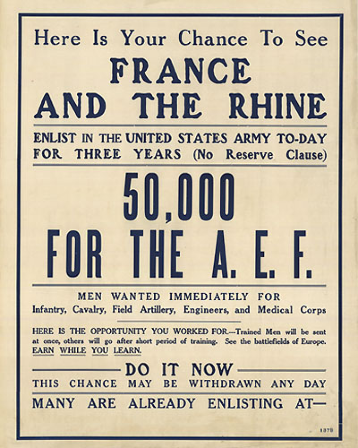 Here Is Your Chance To See
FRANCE
AND THE RHINE
ENLIST IN THE UNITED STATES ARMY TO-DAY
FOR THREE YEARS (No Reserve Clause)
50,000
FOR THE A. E. F.
MEN WANTED IMMEDIATELY FOR
Infantry, Cavalry, Field Artillery, Engineers, and Medical Corps
HERE IS THE OPPORTUNITY YOU WORKED FOR.—Trained Men will be sent
at once, others will go after short period of training. See the battlefields of Europe.
EARN WHILE YOU LEARN.
DO IT NOW
THIS CHANCE MAY BE WITHDRAWN ANY DAY
MANY ARE ALREADY ENLISTING AT—